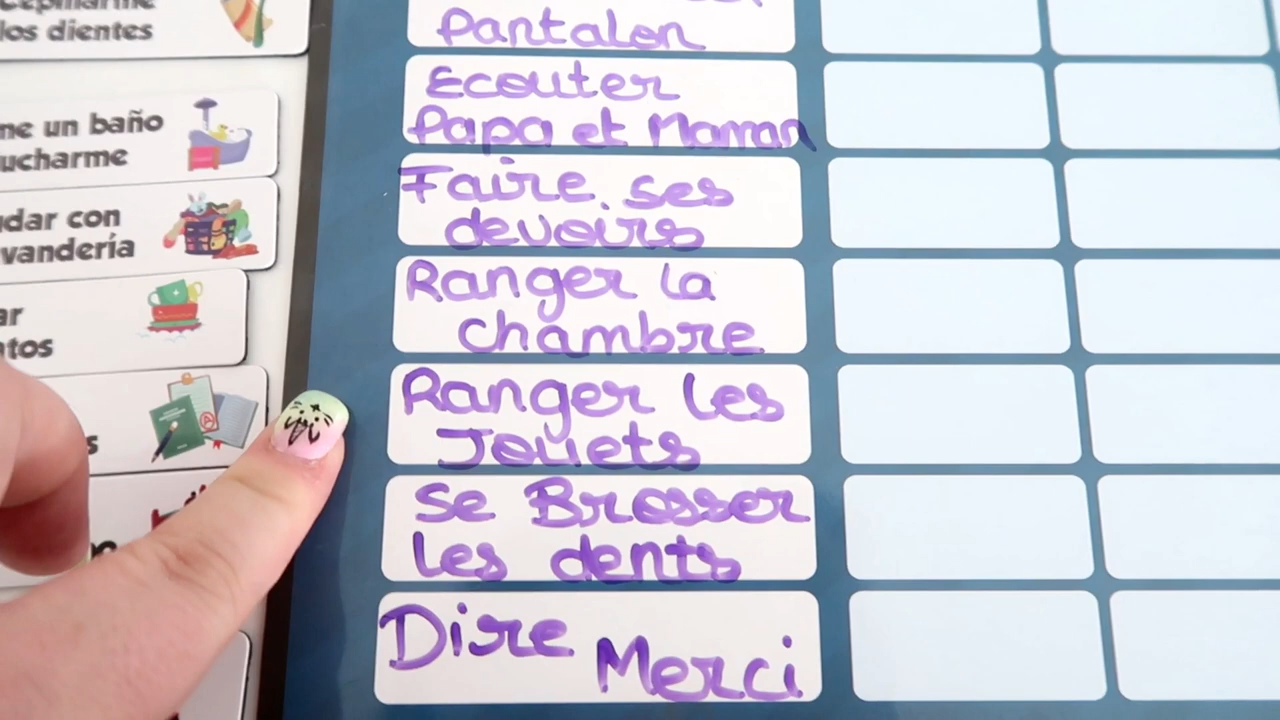 Cepillarme
los dientes
me un baño
ucharme
udar con
vandería
ar
ntos
s
Pantalon
Ecouter
Papa et Maman
Faire ses
devoirs
Ranger la
chambre
Ranger les
Jouets
Se Brosser
les dents
Dire Merci